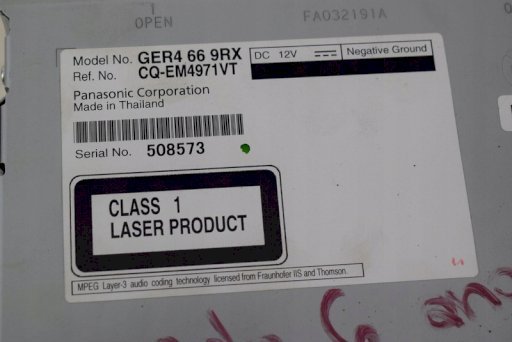 OPEN
FA032191A
Model No. GER4 66 9RX
DC 12V
Negative Ground
Ref. No. CQ-EM4971VT
Panasonic Corporation
Made in Thailand
Serial No. 508573
CLASS 1
LASER PRODUCT
MPEG Layer-3 audio coding technology licensed from Fraunhofer IIS and Thomson.